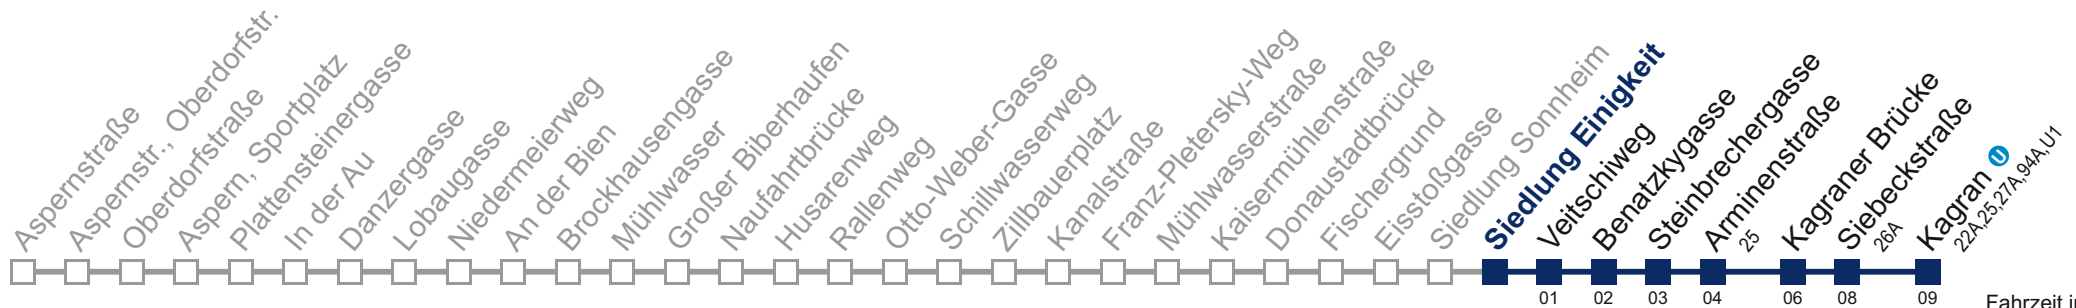 Aspernstraße
Aspernstr., Oberdorfstr.
Oberdorfstraße
Aspern, Sportplatz
Plattensteinergasse
In der Au
Danzergasse
Lobaugasse
Niedermeierweg
An der Bien
Brockhausengasse
Mühlwasser
Großer Biberhaufen
Naufahrtbrücke
Husarenweg
Rallenweg
Otto-Weber-Gasse
Schillwasserweg
Zillbauerplatz
Kanalstraße
Franz-Pletersky-Weg
Mühlwasserstraße
Kaisermühlenstraße
Donaustadtbrücke
Fischergrund
Eisstoßgasse
Siedlung Sonnheim
Siedlung Einigkeit
Veitschiweg
Benatzkygasse
Steinbrechergasse
Arminenstraße
25
Kagraner Brücke
Siebeckstraße
26A
Kagran U
22A,25,27A,94A,U1
01 02 03 04 06 08 09
Fahrzeit i